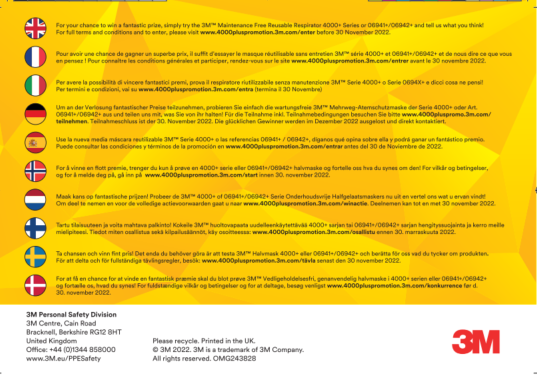 For your chance to win a fantastic prize, simply try the 3M™ Maintenance Free Reusable Respirator 4000+ Series or 06941+/06942+ and tell us what you think!
For full terms and conditions and to enter, please visit www.4000pluspromotion.3m.com/enter before 30 November 2022.
Pour avoir une chance de gagner un superbe prix, il suffit d'essayer le masque réutilisable sans entretien 3M™ série 4000+ et 06941+/06942+ et de nous dire ce que vous
en pensez ! Pour connaître les conditions générales et participer, rendez-vous sur le site www.4000pluspromotion.3m.com/entrer avant le 30 novembre 2022.
Per avere la possibilità di vincere fantastici premi, prova il respiratore riutilizzabile senza manutenzione 3M™ Serie 4000+ o Serie 0694X+ e dicci cosa ne pensi!
Per termini e condizioni, vai su www.4000pluspromotion.3m.com/entra (termina il 30 Novembre)
Um an der Verlosung fantastischer Preise teilzunehmen, probieren Sie einfach die wartungsfreie 3M™ Mehrweg-Atemschutzmaske der Serie 4000+ oder Art.
06941+/06942+ aus und teilen uns mit, was Sie von ihr halten! Für die Teilnahme inkl. Teilnahmebedingungen besuchen Sie bitte www.4000pluspromo.3m.com/
teilnehmen. Teilnahmeschluss ist der 30. November 2022. Die glücklichen Gewinner werden im Dezember 2022 ausgelost und direkt kontaktiert.
Use la nueva media máscara reutilizable 3M™ Serie 4000+ o las referencias 06941+ / 06942+, díganos qué opina sobre ella y podrá ganar un fantástico premio.
Puede consultar las condiciones y términos de la promoción en www.4000pluspromotion.3m.com/entrar antes del 30 de Noviembre de 2022.
For å vinne en flott premie, trenger du kun å prøve en 4000+ serie eller 06941+/06942+ halvmaske og fortelle oss hva du synes om den! For vilkår og betingelser,
og for å melde deg på, gå inn på www.4000pluspromotion.3m.com/start innen 30. november 2022.
Maak kans op fantastische prijzen! Probeer de 3M™ 4000+ of 06941+/06942+ Serie Onderhoudsvrije Halfgelaatsmaskers nu uit en vertel ons wat u ervan vindt!
Om deel te nemen en voor de volledige actievoorwaarden gaat u naar www.4000pluspromotion.3m.com/winactie. Deelnemen kan tot en met 30 november 2022.
Tartu tilaisuuteen ja voita mahtava palkinto! Kokeile 3M™ huoltovapaata uudelleenkäytettävää 4000+ sarjan tai 06941+/06942+ sarjan hengityssuojainta ja kerro meille
mielipiteesi. Tiedot miten osallistua sekä kilpailusäännöt, käy osoitteessa: www.4000pluspromotion.3m.com/osallistu ennen 30. marraskuuta 2022.
Ta chansen och vinn fint pris! Det enda du behöver göra är att testa 3M™ Halvmask 4000+ eller 06941+/06942+ och berätta för oss vad du tycker om produkten.
För att delta och för fullständiga tävlingsregler, besök: www.4000pluspromotion.3m.com/tävla senast den 30 november 2022.
For at få en chance for at vinde en fantastisk præmie skal du blot prøve 3M™ Vedligeholdelsesfri, genanvendelig halvmaske i 4000+ serien eller 06941+/06942+
og fortælle os, hvad du synes! For fuldstændige vilkår og betingelser og for at deltage, besøg venligst www.4000pluspromotion.3m.com/konkurrence før d.
30. november 2022.
3M Personal Safety Division
3M Centre, Cain Road
Bracknell, Berkshire RG12 8HT
United Kingdom
Office: +44 (0)1344 858000
www.3M.eu/PPESafety
Please recycle. Printed in the UK.
© 3M 2022. 3M is a trademark of 3M Company.
All rights reserved. OMG243828
3M